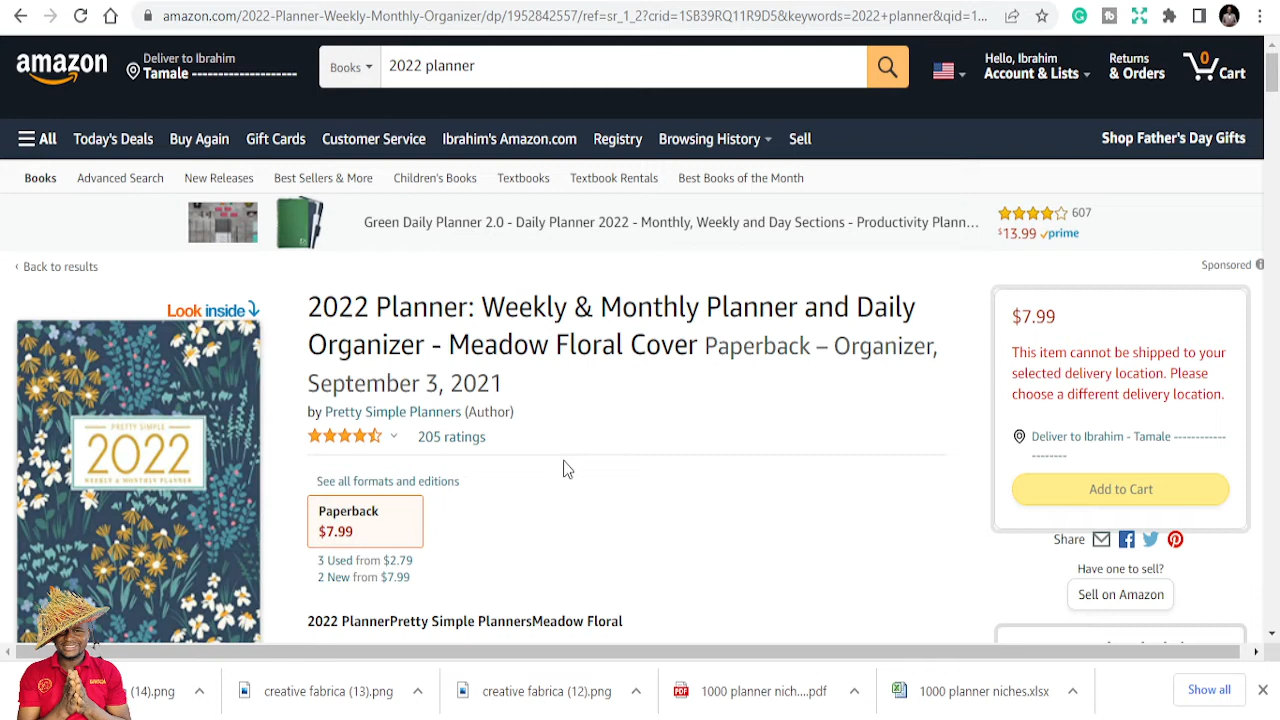 amazon.com/2022-Planner-Weekly-Monthly-Organizer/dp/1952842557/ref=sr_1_2?crid=1SB39RQ11R9D5&keywords=2022+planner&qid=1...
amazon
Deliver to Ibrahim
Tamale --------------------
Books
2022 planner
Hello, Ibrahim
Account & Lists
Returns
& Orders
0
Cart
All
Today's Deals
Buy Again
Gift Cards
Customer Service
Ibrahim's Amazon.com
Registry
Browsing History
Sell
Shop Father's Day Gifts
Books
Advanced Search
New Releases
Best Sellers & More
Children's Books
Textbooks
Textbook Rentals
Best Books of the Month
Green Daily Planner 2.0 - Daily Planner 2022 - Monthly, Weekly and Day Sections - Productivity Plann...
607
$13.99 prime
‹ Back to results
Sponsored
Look inside
PRETTY SIMPLE
2022
WEEKLY & MONTHLY PLANNER
2022 Planner: Weekly & Monthly Planner and Daily
Organizer - Meadow Floral Cover Paperback – Organizer,
September 3, 2021
by Pretty Simple Planners (Author)
205 ratings
See all formats and editions
Paperback
$7.99
3 Used from $2.79
2 New from $7.99
2022 PlannerPretty Simple PlannersMeadow Floral
$7.99
This item cannot be shipped to your
selected delivery location. Please
choose a different delivery location.
Deliver to Ibrahim - Tamale ------------
--------
Add to Cart
Share
Have one to sell?
Sell on Amazon
(14).png
creative fabrica (13).png
creative fabrica (12).png
1000 planner nich....pdf
1000 planner niches.xlsx
Show all